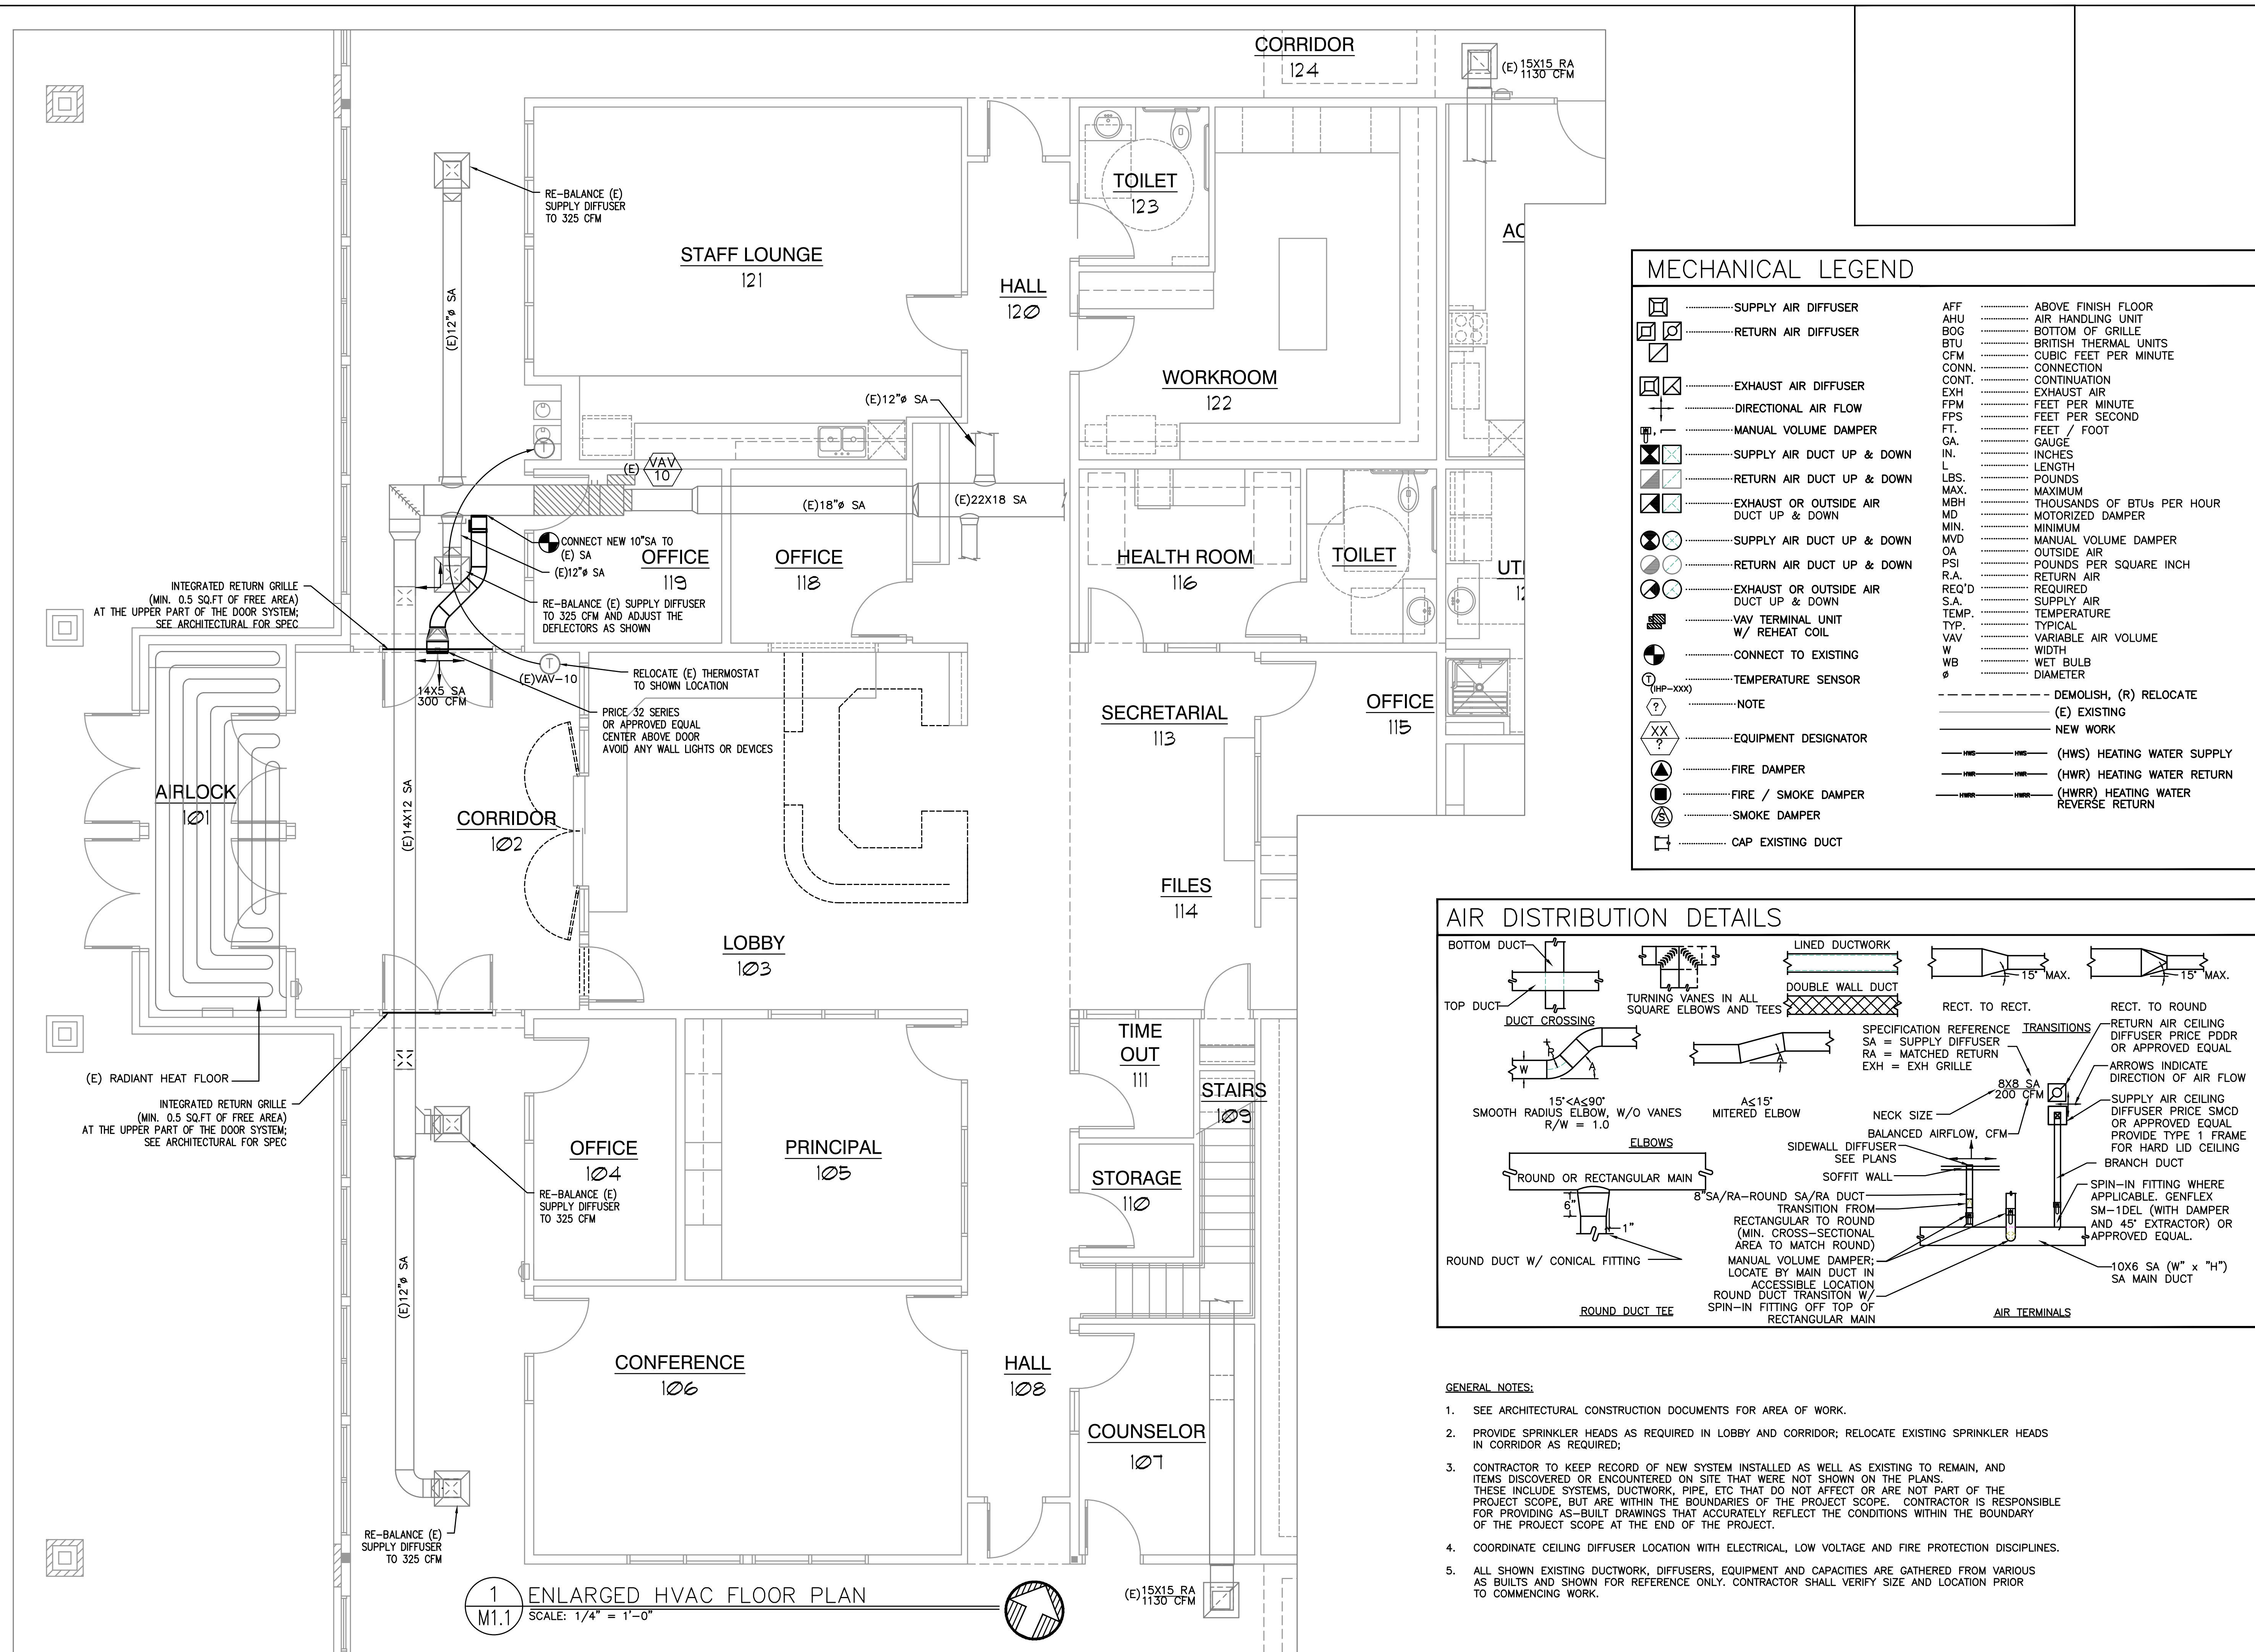 CORRIDOR
124
(E) 15X15 RA
1130 CFM
RE-BALANCE (E)
SUPPLY DIFFUSER
TO 325 CFM
(E)12"ø SA
STAFF LOUNGE
121
HALL
120
TOILET
123
WORKROOM
122
(E)12"ø SA
T
(E) VAV
10
(E)18"ø SA
(E)22X18 SA
CONNECT NEW 10"SA TO
(E) SA
(E)12"ø SA
OFFICE
119
OFFICE
118
HEALTH ROOM
116
TOILET
RE-BALANCE (E) SUPPLY DIFFUSER
TO 325 CFM AND ADJUST THE
DEFLECTORS AS SHOWN
INTEGRATED RETURN GRILLE
(MIN. 0.5 SQ.FT OF FREE AREA)
AT THE UPPER PART OF THE DOOR SYSTEM;
SEE ARCHITECTURAL FOR SPEC
T
(E)VAV-10
RELOCATE (E) THERMOSTAT
TO SHOWN LOCATION
14X5 SA
300 CFM
PRICE 32 SERIES
OR APPROVED EQUAL
CENTER ABOVE DOOR
AVOID ANY WALL LIGHTS OR DEVICES
SECRETARIAL
113
OFFICE
115
AIRLOCK
101
(E)14X12 SA
CORRIDOR
102
FILES
114
LOBBY
103
(E) RADIANT HEAT FLOOR
INTEGRATED RETURN GRILLE
(MIN. 0.5 SQ.FT OF FREE AREA)
AT THE UPPER PART OF THE DOOR SYSTEM;
SEE ARCHITECTURAL FOR SPEC
TIME
OUT
111
STAIRS
109
OFFICE
104
PRINCIPAL
105
STORAGE
110
RE-BALANCE (E)
SUPPLY DIFFUSER
TO 325 CFM
(E)12"ø SA
CONFERENCE
106
HALL
108
COUNSELOR
107
RE-BALANCE (E)
SUPPLY DIFFUSER
TO 325 CFM
(E) 15X15 RA
1130 CFM
1
M1.1
ENLARGED HVAC FLOOR PLAN
SCALE: 1/4" = 1'-0"
MECHANICAL LEGEND
SUPPLY AIR DIFFUSER
RETURN AIR DIFFUSER
EXHAUST AIR DIFFUSER
DIRECTIONAL AIR FLOW
MANUAL VOLUME DAMPER
SUPPLY AIR DUCT UP & DOWN
RETURN AIR DUCT UP & DOWN
EXHAUST OR OUTSIDE AIR
DUCT UP & DOWN
SUPPLY AIR DUCT UP & DOWN
RETURN AIR DUCT UP & DOWN
EXHAUST OR OUTSIDE AIR
DUCT UP & DOWN
VAV TERMINAL UNIT
W/ REHEAT COIL
CONNECT TO EXISTING
T
(IHP-XXX)
TEMPERATURE SENSOR
? NOTE
XX
?
EQUIPMENT DESIGNATOR
FIRE DAMPER
FIRE / SMOKE DAMPER
S SMOKE DAMPER
CAP EXISTING DUCT
AFF ABOVE FINISH FLOOR
AHU AIR HANDLING UNIT
BOG BOTTOM OF GRILLE
BTU BRITISH THERMAL UNITS
CFM CUBIC FEET PER MINUTE
CONN. CONNECTION
CONT. CONTINUATION
EXH EXHAUST AIR
FPM FEET PER MINUTE
FPS FEET PER SECOND
FT. FEET / FOOT
GA. GAUGE
IN. INCHES
L LENGTH
LBS. POUNDS
MAX. MAXIMUM
MBH THOUSANDS OF BTUs PER HOUR
MD MOTORIZED DAMPER
MIN. MINIMUM
MVD MANUAL VOLUME DAMPER
OA OUTSIDE AIR
PSI POUNDS PER SQUARE INCH
R.A. RETURN AIR
REQ'D REQUIRED
S.A. SUPPLY AIR
TEMP. TEMPERATURE
TYP. TYPICAL
VAV VARIABLE AIR VOLUME
W WIDTH
WB WET BULB
ø DIAMETER
DEMOLISH, (R) RELOCATE
(E) EXISTING
NEW WORK
HWS HWS (HWS) HEATING WATER SUPPLY
HWR HWR (HWR) HEATING WATER RETURN
HWRR HWRR (HWRR) HEATING WATER
REVERSE RETURN
AIR DISTRIBUTION DETAILS
BOTTOM DUCT
TOP DUCT
DUCT CROSSING
TURNING VANES IN ALL
SQUARE ELBOWS AND TEES
LINED DUCTWORK
DOUBLE WALL DUCT
15° MAX.
15° MAX.
RECT. TO RECT.
RECT. TO ROUND
TRANSITIONS
W
R
A
A
15°<A≤90°
SMOOTH RADIUS ELBOW, W/O VANES
R/W = 1.0
A≤15°
MITERED ELBOW
ELBOWS
SPECIFICATION REFERENCE
SA = SUPPLY DIFFUSER
RA = MATCHED RETURN
EXH = EXH GRILLE
8X8 SA
200 CFM
NECK SIZE
BALANCED AIRFLOW, CFM
SIDEWALL DIFFUSER
SEE PLANS
SOFFIT WALL
8"SA/RA-ROUND SA/RA DUCT
TRANSITION FROM
RECTANGULAR TO ROUND
(MIN. CROSS-SECTIONAL
AREA TO MATCH ROUND)
MANUAL VOLUME DAMPER;
LOCATE BY MAIN DUCT IN
ACCESSIBLE LOCATION
ROUND DUCT TRANSITON W/
SPIN-IN FITTING OFF TOP OF
RECTANGULAR MAIN
RETURN AIR CEILING
DIFFUSER PRICE PDDR
OR APPROVED EQUAL
ARROWS INDICATE
DIRECTION OF AIR FLOW
SUPPLY AIR CEILING
DIFFUSER PRICE SMCD
OR APPROVED EQUAL
PROVIDE TYPE 1 FRAME
FOR HARD LID CEILING
BRANCH DUCT
SPIN-IN FITTING WHERE
APPLICABLE. GENFLEX
SM-1DEL (WITH DAMPER
AND 45° EXTRACTOR) OR
APPROVED EQUAL.
10X6 SA (W" x "H")
SA MAIN DUCT
AIR TERMINALS
ROUND OR RECTANGULAR MAIN
6"
1"
ROUND DUCT W/ CONICAL FITTING
ROUND DUCT TEE
GENERAL NOTES:
1. SEE ARCHITECTURAL CONSTRUCTION DOCUMENTS FOR AREA OF WORK.
2. PROVIDE SPRINKLER HEADS AS REQUIRED IN LOBBY AND CORRIDOR; RELOCATE EXISTING SPRINKLER HEADS
IN CORRIDOR AS REQUIRED;
3. CONTRACTOR TO KEEP RECORD OF NEW SYSTEM INSTALLED AS WELL AS EXISTING TO REMAIN, AND
ITEMS DISCOVERED OR ENCOUNTERED ON SITE THAT WERE NOT SHOWN ON THE PLANS.
THESE INCLUDE SYSTEMS, DUCTWORK, PIPE, ETC THAT DO NOT AFFECT OR ARE NOT PART OF THE
PROJECT SCOPE, BUT ARE WITHIN THE BOUNDARIES OF THE PROJECT SCOPE. CONTRACTOR IS RESPONSIBLE
FOR PROVIDING AS-BUILT DRAWINGS THAT ACCURATELY REFLECT THE CONDITIONS WITHIN THE BOUNDARY
OF THE PROJECT SCOPE AT THE END OF THE PROJECT.
4. COORDINATE CEILING DIFFUSER LOCATION WITH ELECTRICAL, LOW VOLTAGE AND FIRE PROTECTION DISCIPLINES.
5. ALL SHOWN EXISTING DUCTWORK, DIFFUSERS, EQUIPMENT AND CAPACITIES ARE GATHERED FROM VARIOUS
AS BUILTS AND SHOWN FOR REFERENCE ONLY. CONTRACTOR SHALL VERIFY SIZE AND LOCATION PRIOR
TO COMMENCING WORK.